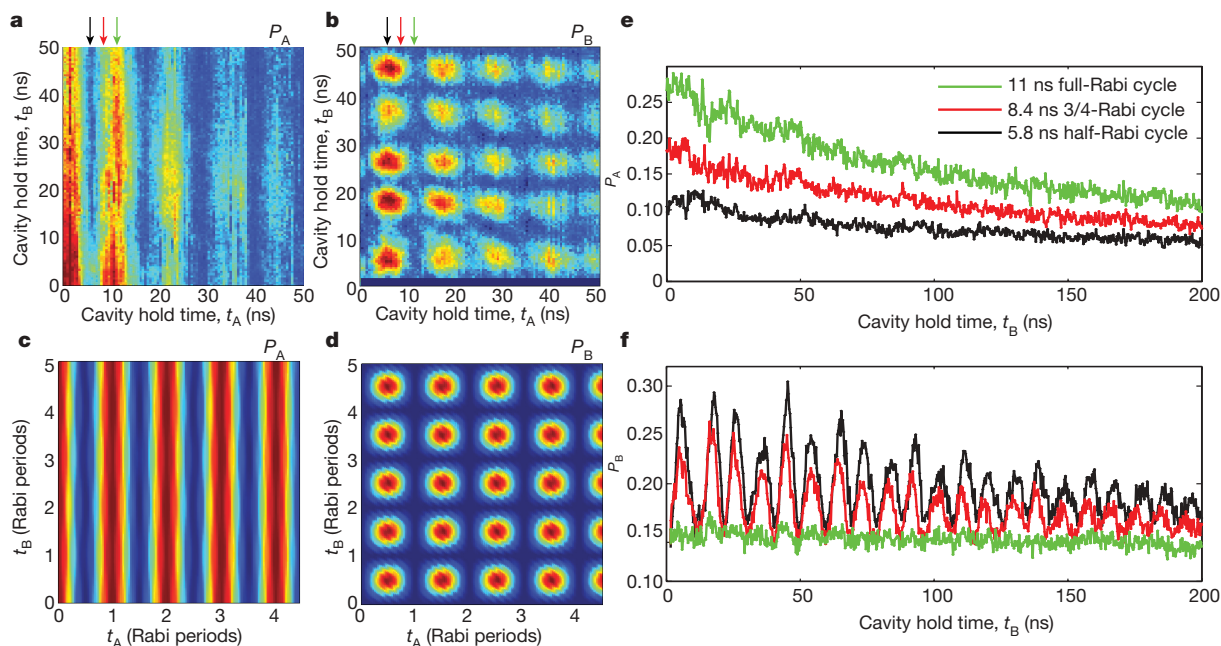 a
P_A
Cavity hold time, t_B (ns)
50
40
30
20
10
0
0 10 20 30 40 50
Cavity hold time, t_A (ns)
b
P_B
Cavity hold time, t_B (ns)
50
40
30
20
10
0
0 10 20 30 40 50
Cavity hold time, t_A (ns)
c
P_A
t_B (Rabi periods)
5
4
3
2
1
0
0 1 2 3 4
t_A (Rabi periods)
d
P_B
t_B (Rabi periods)
5
4
3
2
1
0
0 1 2 3 4
t_A (Rabi periods)
e
P_A
0.25
0.20
0.15
0.10
0.05
0
11 ns full-Rabi cycle
8.4 ns 3/4-Rabi cycle
5.8 ns half-Rabi cycle
0 50 100 150 200
Cavity hold time, t_B (ns)
f
P_B
0.30
0.25
0.20
0.15
0.10
0 50 100 150 200
Cavity hold time, t_B (ns)